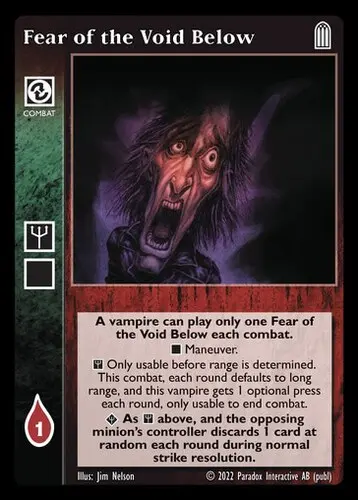 Fear of the Void Below
COMBAT
A vampire can play only one Fear of
the Void Below each combat.
Maneuver.
Only usable before range is determined.
This combat, each round defaults to long
range, and this vampire gets 1 optional press
each round, only usable to end combat.
As above, and the opposing
minion's controller discards 1 card at
random each round during normal
strike resolution.
1
Illus: Jim Nelson © 2022 Paradox Interactive AB (publ)